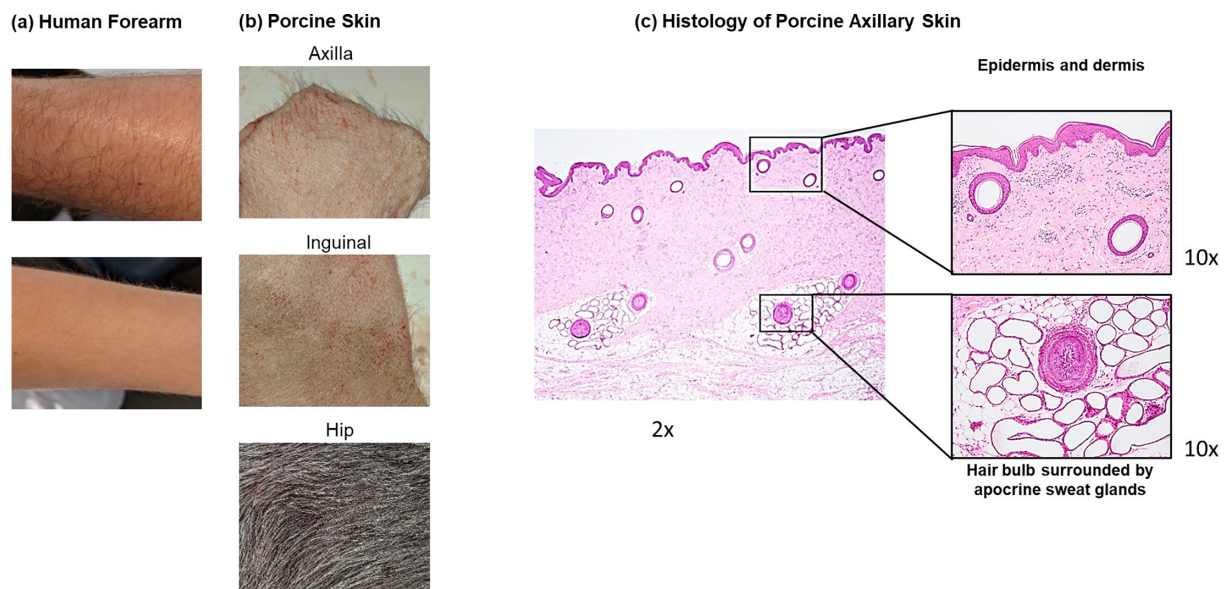 (a) Human Forearm
(b) Porcine Skin
Axilla
Inguinal
Hip
(c) Histology of Porcine Axillary Skin
Epidermis and dermis
10x
2x
10x
Hair bulb surrounded by
apocrine sweat glands